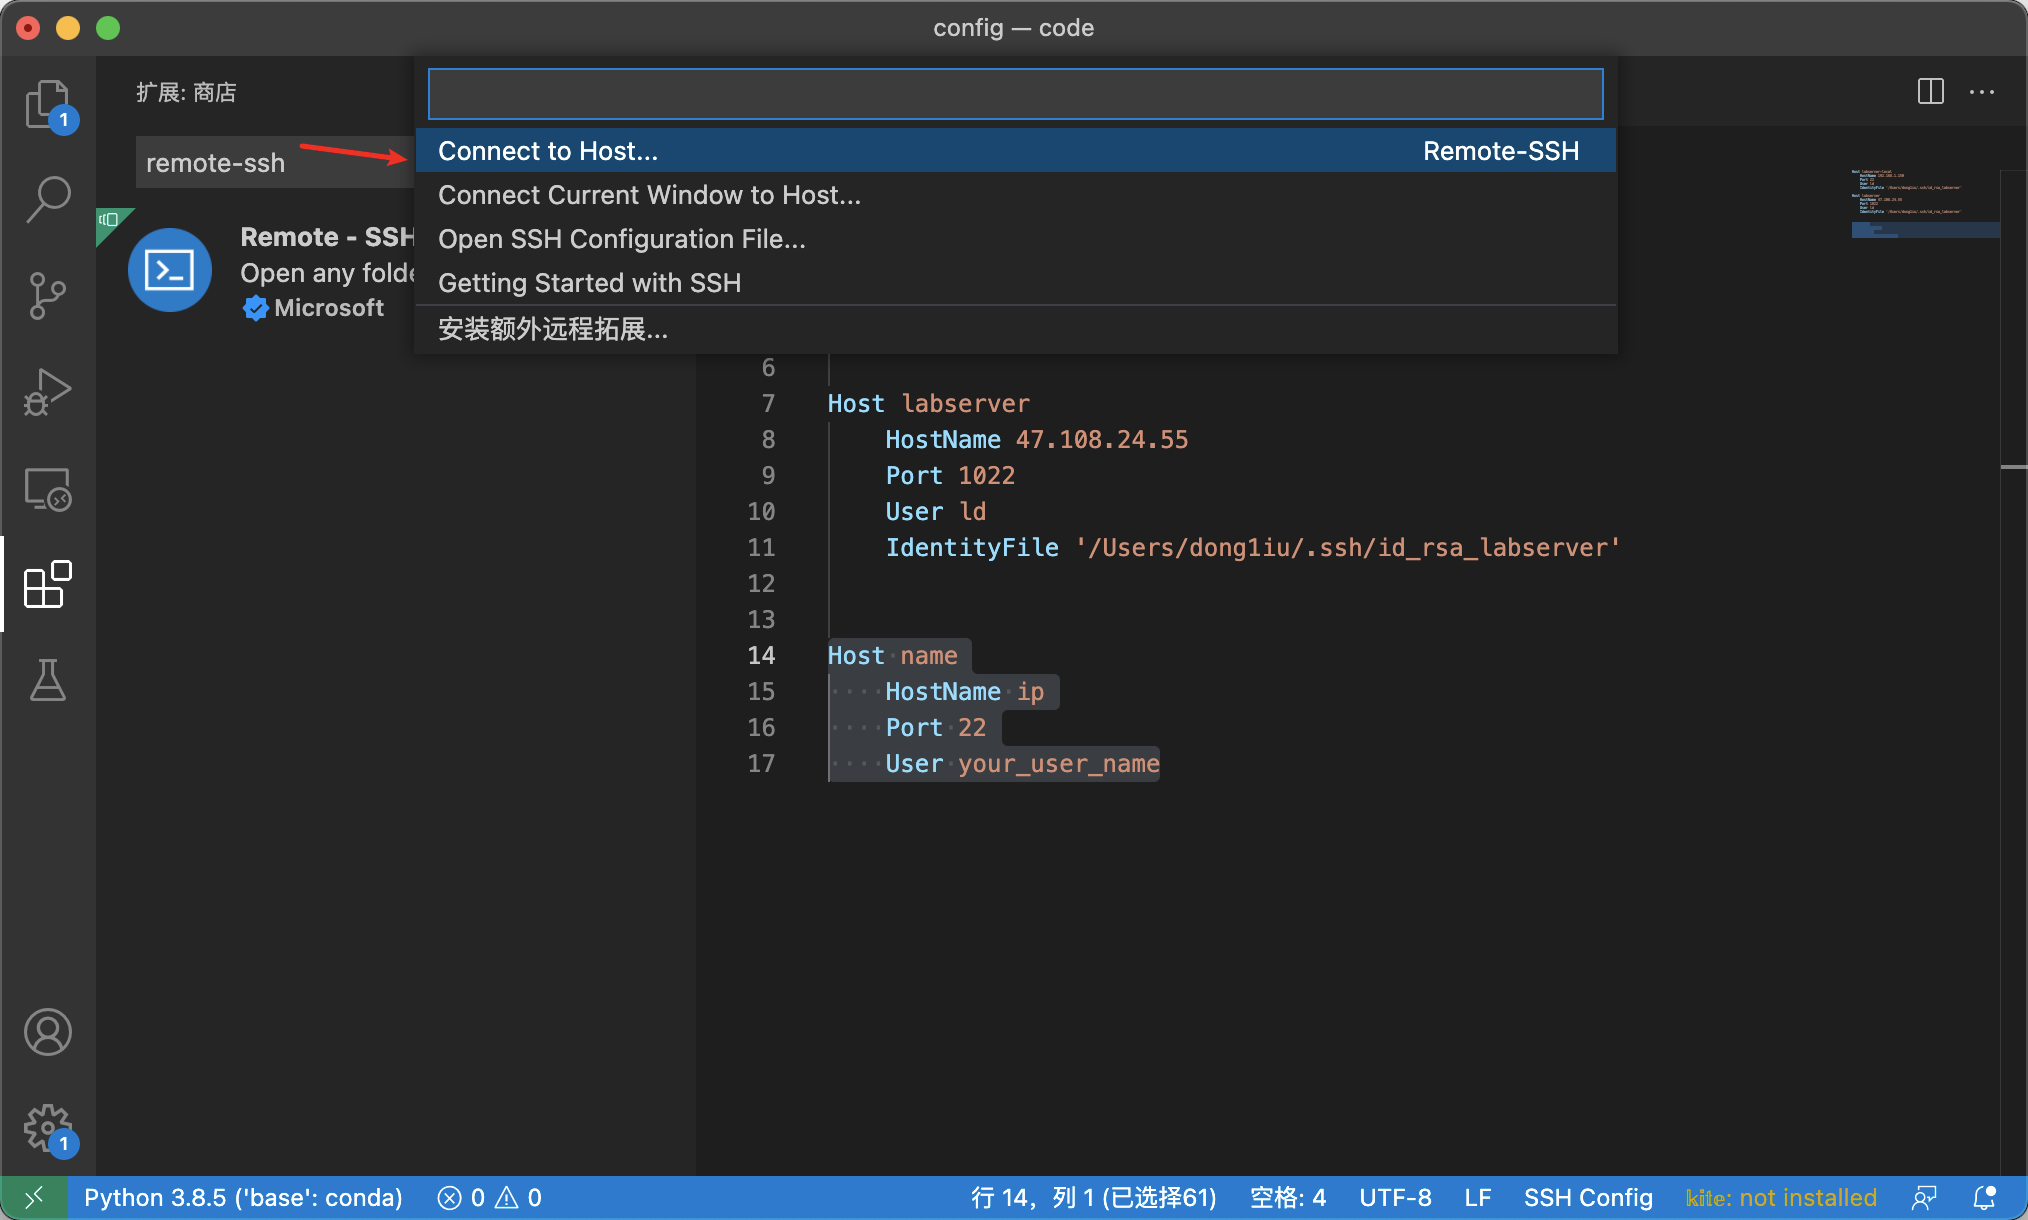 config — code
扩展: 商店
remote-ssh
Remote - SSH
Open any folde
Microsoft
Connect to Host...
Remote-SSH
Connect Current Window to Host...
Open SSH Configuration File...
Getting Started with SSH
安装额外远程拓展...
6
7 Host labserver
8 HostName 47.108.24.55
9 Port 1022
10 User ld
11 IdentityFile '/Users/dong1iu/.ssh/id_rsa_labserver'
12
13
14 Host name
15 HostName ip
16 Port 22
17 User your_user_name
1
1
Python 3.8.5 ('base': conda) 0 0
行 14，列 1 (已选择61) 空格: 4 UTF-8 LF SSH Config kite: not installed